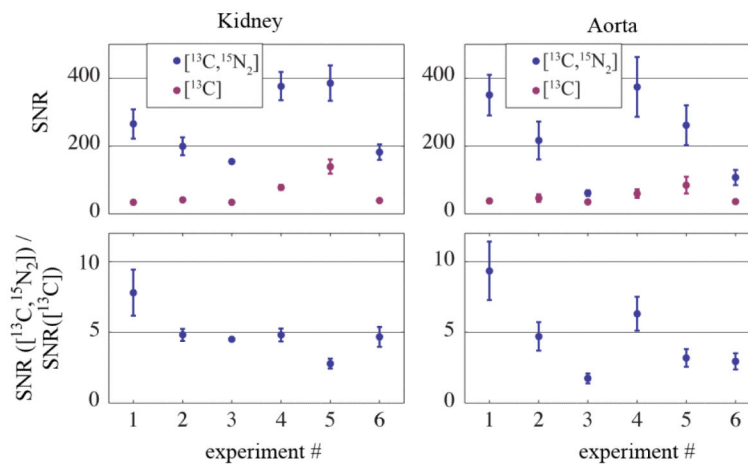 Kidney
Aorta
SNR
400
200
0
[¹³C,¹⁵N₂]
[¹³C]
400
200
0
[¹³C,¹⁵N₂]
[¹³C]
SNR ([¹³C,¹⁵N₂]) /
SNR([¹³C])
10
5
0
1 2 3 4 5 6
experiment #
10
5
0
1 2 3 4 5 6
experiment #